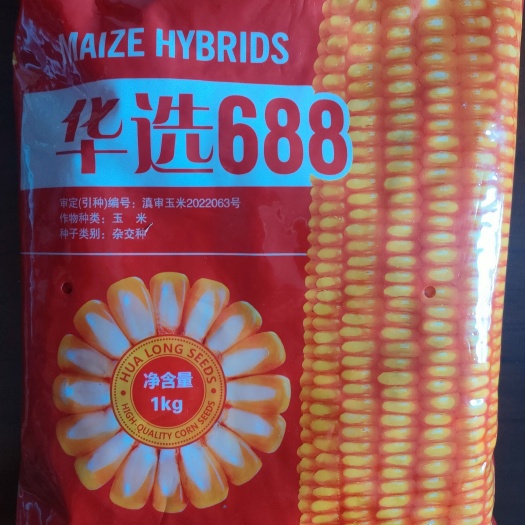 MAIZE HYBRIDS
华选688
审定(引种)编号：滇审玉米2022063号
作物种类：玉 米
种子类别：杂交种
HUA LONG SEEDS
净含量
1kg
HIGH-QUALITY CORN SEEDS